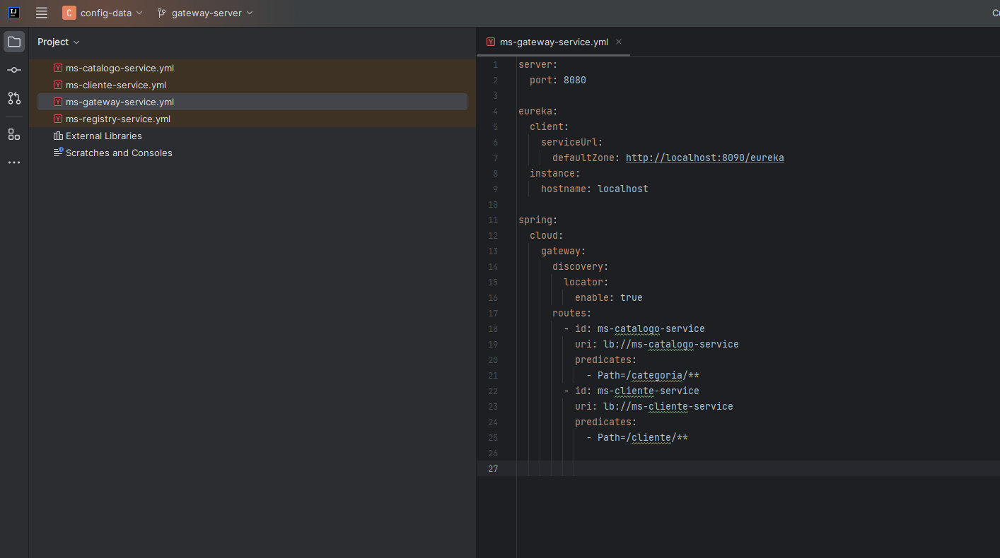 IJ
C config-data gateway-server
Project
ms-catalogo-service.yml
ms-cliente-service.yml
ms-gateway-service.yml
ms-registry-service.yml
External Libraries
Scratches and Consoles
ms-gateway-service.yml
1 server:
2   port: 8080
3
4 eureka:
5   client:
6     serviceUrl:
7       defaultZone: http://localhost:8090/eureka
8   instance:
9     hostname: localhost
10
11 spring:
12   cloud:
13     gateway:
14       discovery:
15         locator:
16           enable: true
17       routes:
18         - id: ms-catalogo-service
19           uri: lb://ms-catalogo-service
20           predicates:
21             - Path=/categoria/**
22         - id: ms-cliente-service
23           uri: lb://ms-cliente-service
24           predicates:
25             - Path=/cliente/**
26
27